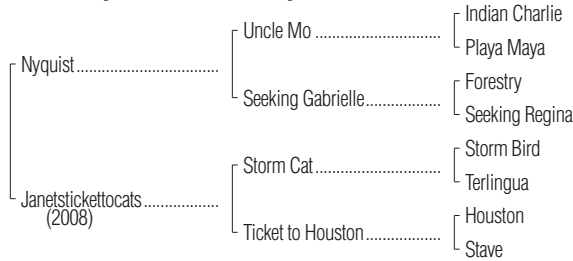 Indian Charlie
Uncle Mo
Playa Maya
Nyquist
Forestry
Seeking Gabrielle
Seeking Regina
Storm Bird
Storm Cat
Terlingua
Janetstickettocats
(2008)
Houston
Ticket to Houston
Stave